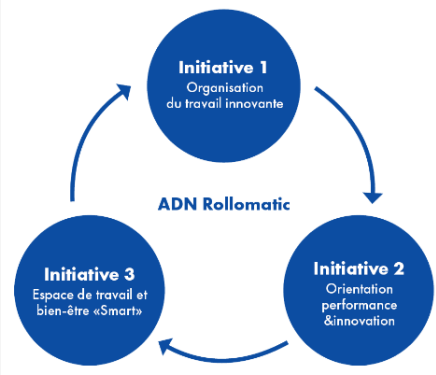 Initiative 1
Organisation
du travail innovante
ADN Rollomatic
Initiative 2
Orientation
performance
&innovation
Initiative 3
Espace de travail et
bien-être «Smart»